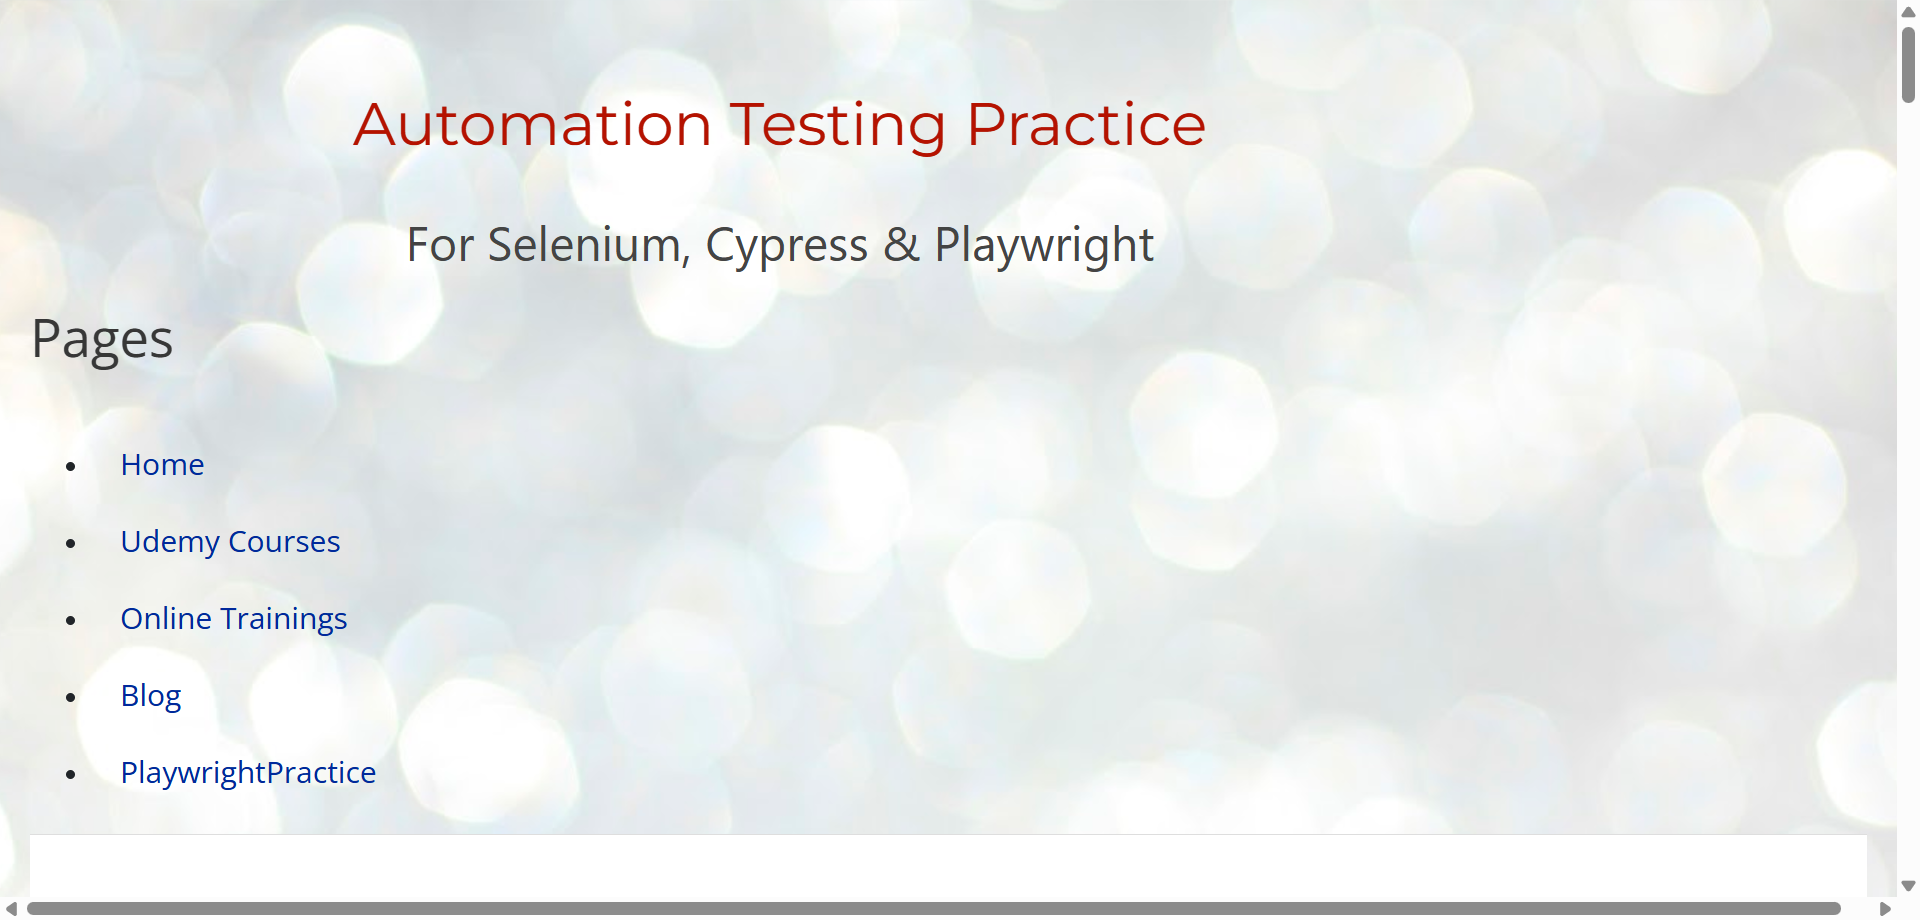 Automation Testing Practice
For Selenium, Cypress & Playwright
Pages
Home
Udemy Courses
Online Trainings
Blog
PlaywrightPractice